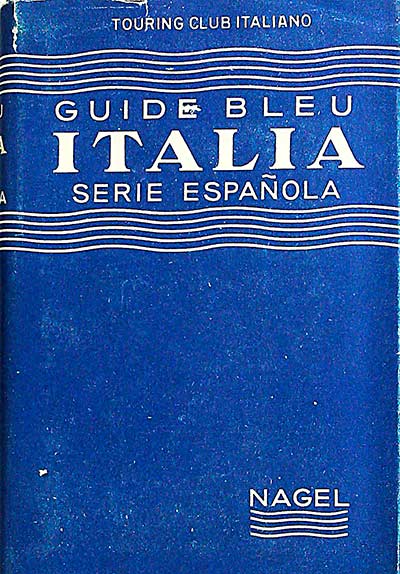 TOURING CLUB ITALIANO
GUIDE BLEU
ITALIA
SERIE ESPAÑOLA
NAGEL